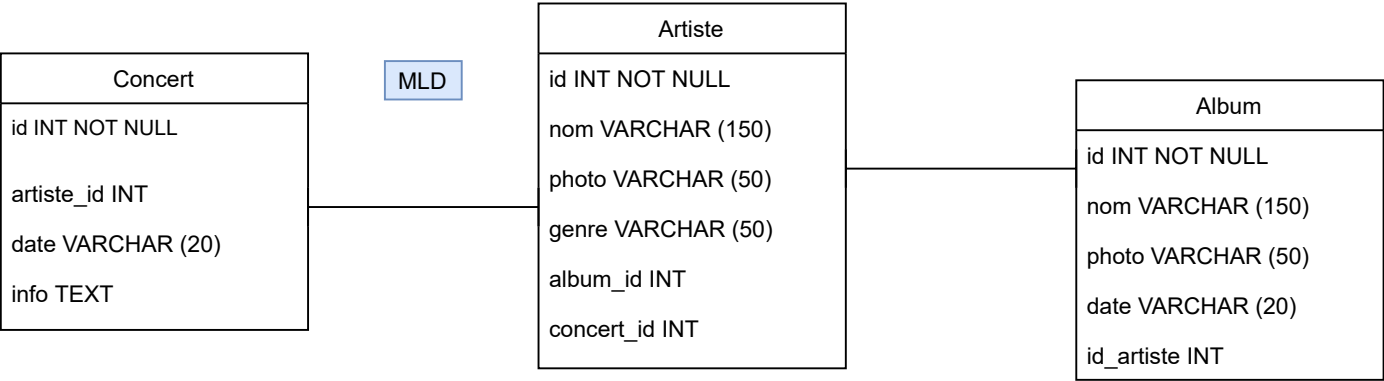 Concert
id INT NOT NULL
artiste_id INT
date VARCHAR (20)
info TEXT
MLD
Artiste
id INT NOT NULL
nom VARCHAR (150)
photo VARCHAR (50)
genre VARCHAR (50)
album_id INT
concert_id INT
Album
id INT NOT NULL
nom VARCHAR (150)
photo VARCHAR (50)
date VARCHAR (20)
id_artiste INT